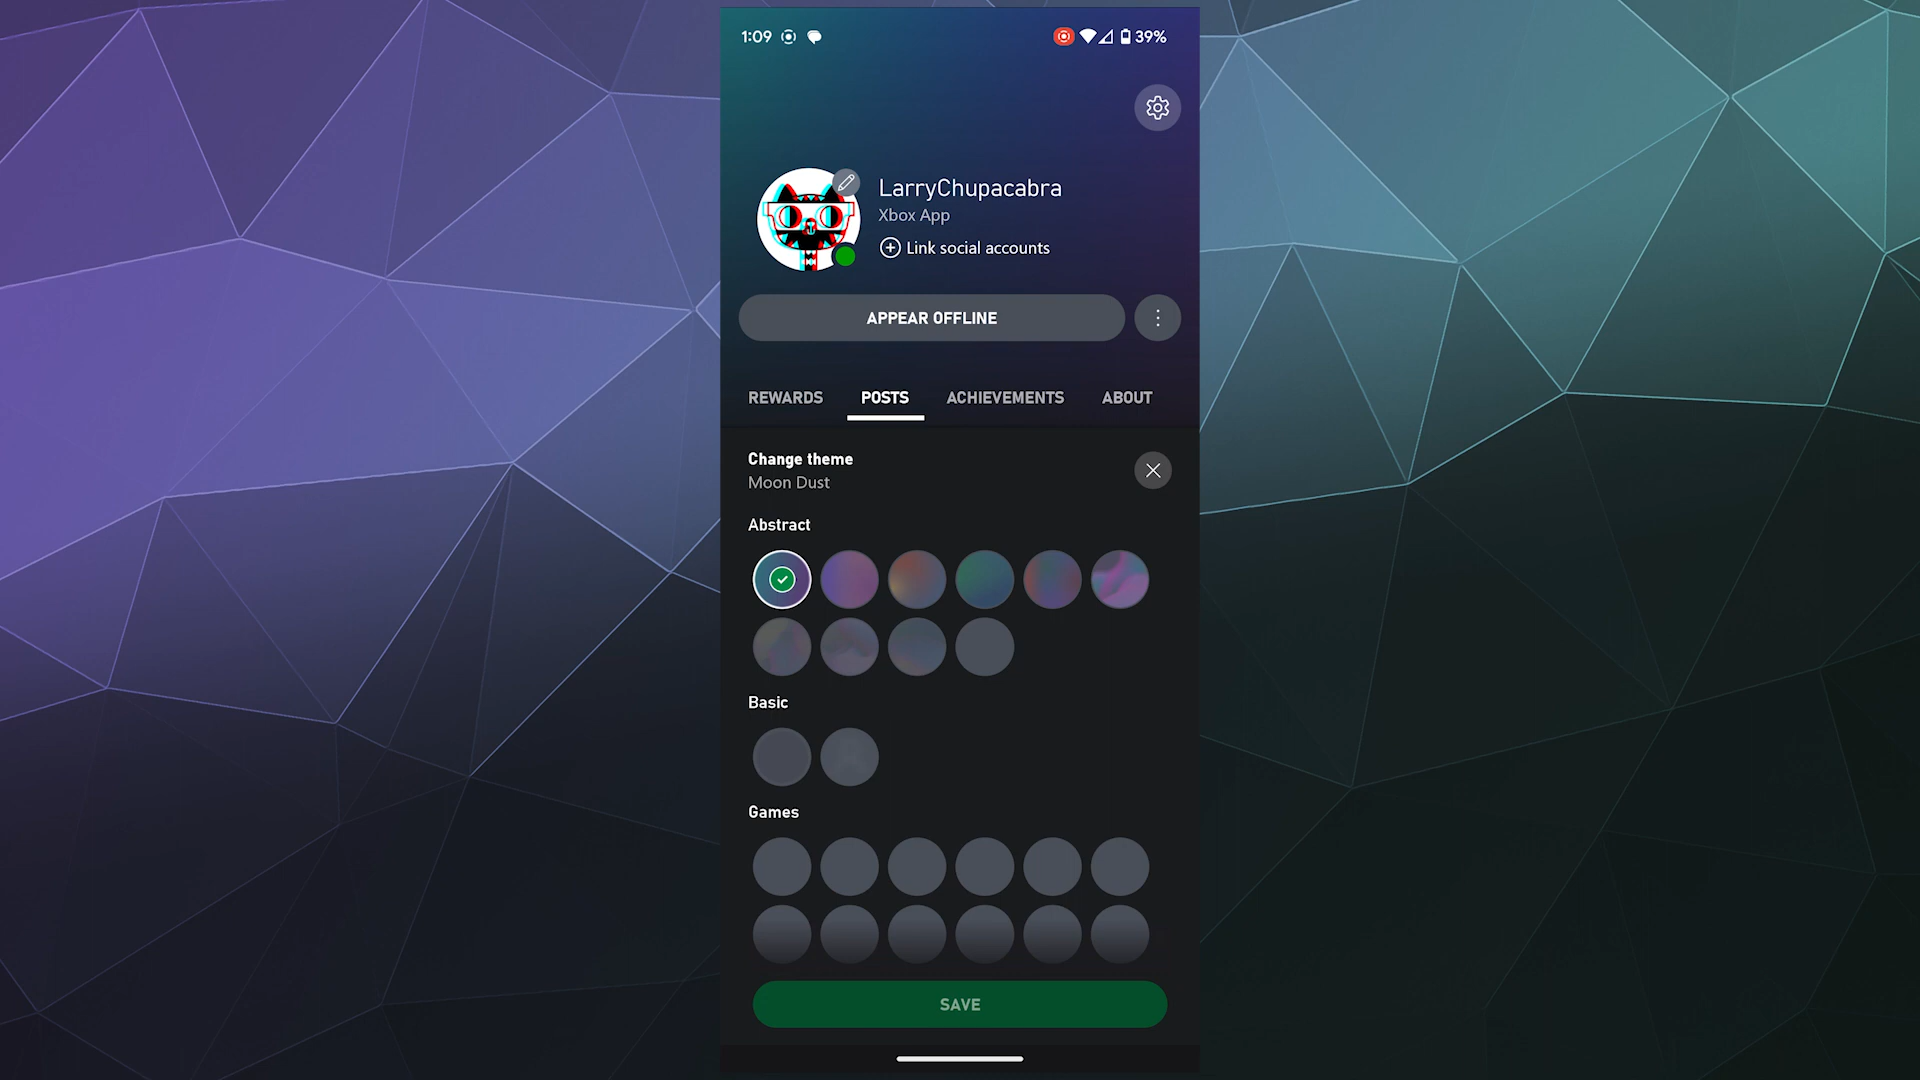 1:09
39%
LarryChupacabra
Xbox App
Link social accounts
APPEAR OFFLINE
REWARDS POSTS ACHIEVEMENTS ABOUT
Change theme
Moon Dust
Abstract
Basic
Games
SAVE